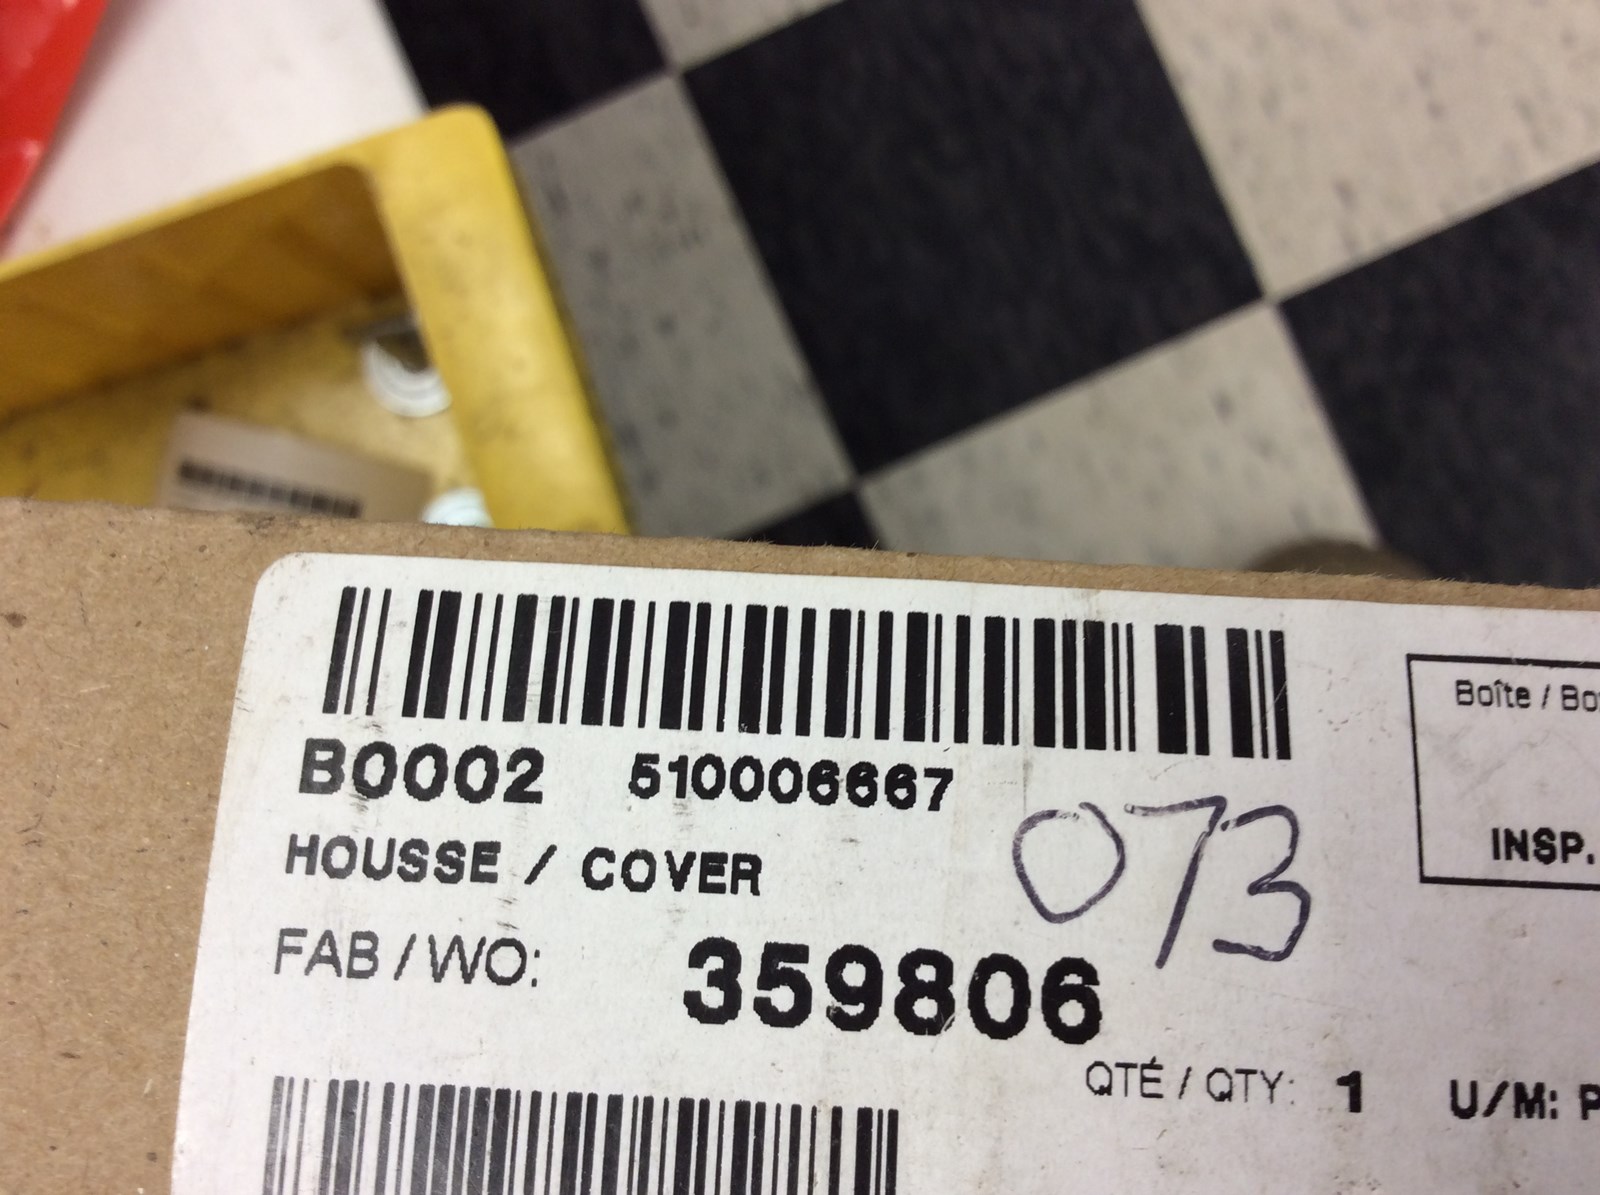 B0002 510006667
073
HOUSSE / COVER
FAB / WO: 359806
QTÉ / QTY: 1 U/M:
Boîte /
INSP.